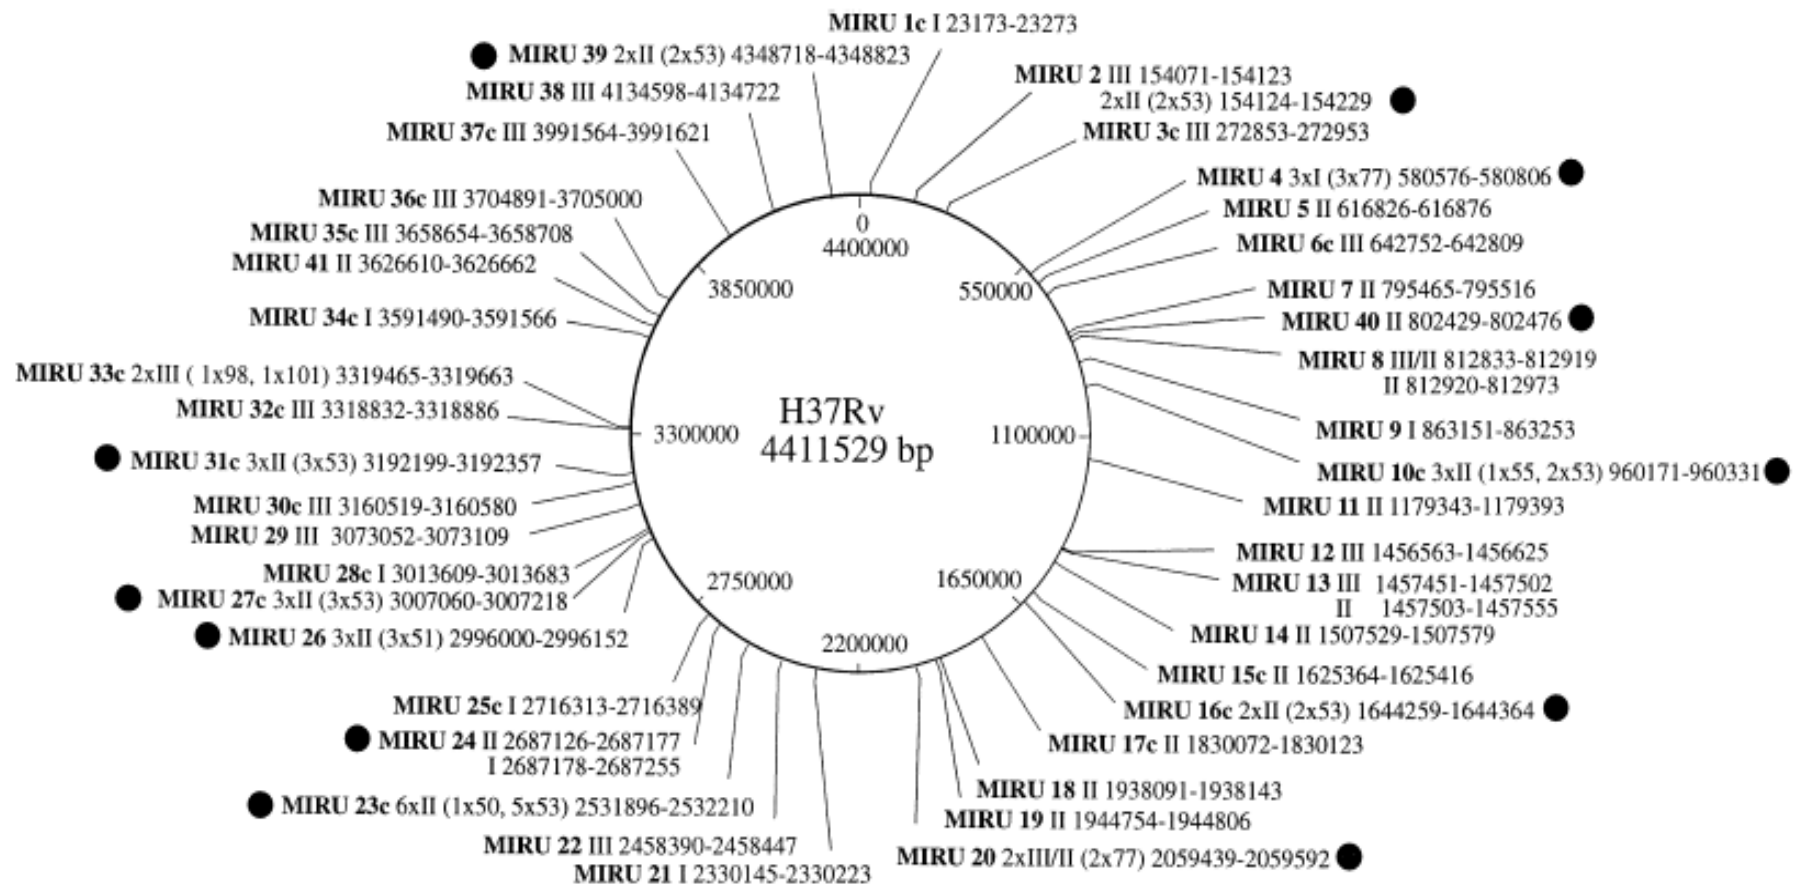 MIRU 1c I 23173-23273
MIRU 2 III 154071-154123
2xII (2x53) 154124-154229
MIRU 3c III 272853-272953
MIRU 4 3xI (3x77) 580576-580806
MIRU 5 II 616826-616876
MIRU 6c III 642752-642809
MIRU 7 II 795465-795516
MIRU 40 II 802429-802476
MIRU 8 III/II 812833-812919
II 812920-812973
MIRU 9 I 863151-863253
MIRU 10c 3xII (1x55, 2x53) 960171-960331
MIRU 11 II 1179343-1179393
MIRU 12 III 1456563-1456625
MIRU 13 III 1457451-1457502
II 1457503-1457555
MIRU 14 II 1507529-1507579
MIRU 15c II 1625364-1625416
MIRU 16c 2xII (2x53) 1644259-1644364
MIRU 17c II 1830072-1830123
MIRU 18 II 1938091-1938143
MIRU 19 II 1944754-1944806
MIRU 20 2xIII/II (2x77) 2059439-2059592
MIRU 21 I 2330145-2330223
MIRU 22 III 2458390-2458447
MIRU 23c 6xII (1x50, 5x53) 2531896-2532210
MIRU 24 II 2687126-2687177
I 2687178-2687255
MIRU 25c I 2716313-2716389
MIRU 26 3xII (3x51) 2996000-2996152
MIRU 27c 3xII (3x53) 3007060-3007218
MIRU 28c I 3013609-3013683
MIRU 29 III 3073052-3073109
MIRU 30c III 3160519-3160580
MIRU 31c 3xII (3x53) 3192199-3192357
MIRU 32c III 3318832-3318886
MIRU 33c 2xIII ( 1x98, 1x101) 3319465-3319663
MIRU 34c I 3591490-3591566
MIRU 41 II 3626610-3626662
MIRU 35c III 3658654-3658708
MIRU 36c III 3704891-3705000
MIRU 37c III 3991564-3991621
MIRU 38 III 4134598-4134722
MIRU 39 2xII (2x53) 4348718-4348823
0
4400000
550000
1100000
1650000
2200000
2750000
3300000
3850000
H37Rv
4411529 bp